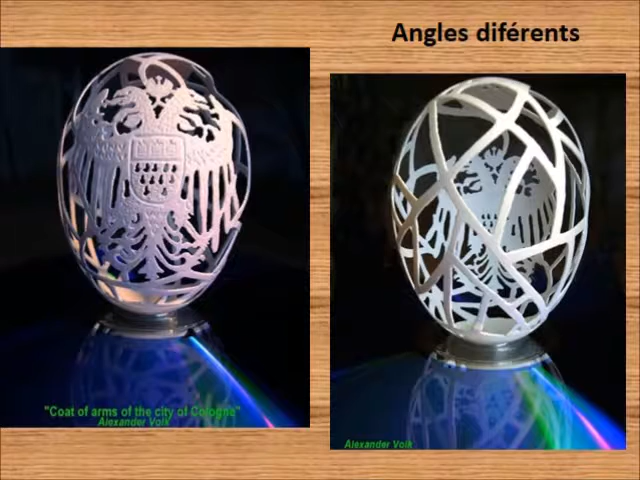 Angles diférents
"Coat of arms of the city of Cologne"
Alexander Volk
Alexander Volk